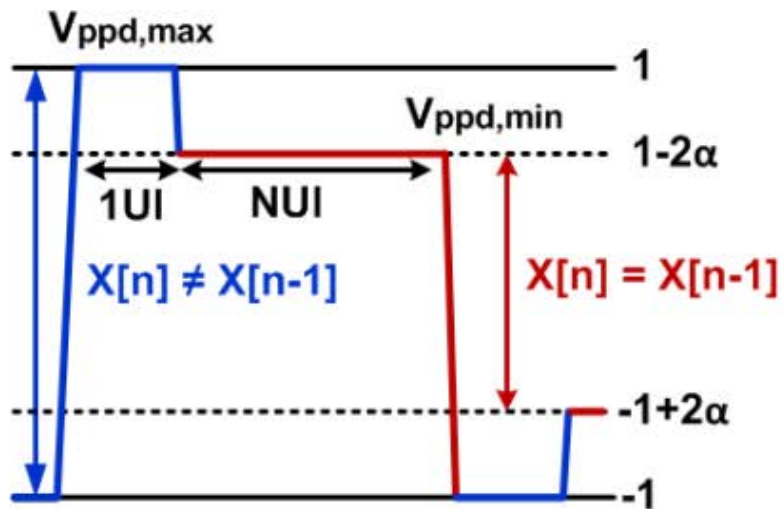 Vppd,max
1
Vppd,min
1-2α
1UI
NUI
X[n] ≠ X[n-1]
X[n] = X[n-1]
-1+2α
-1